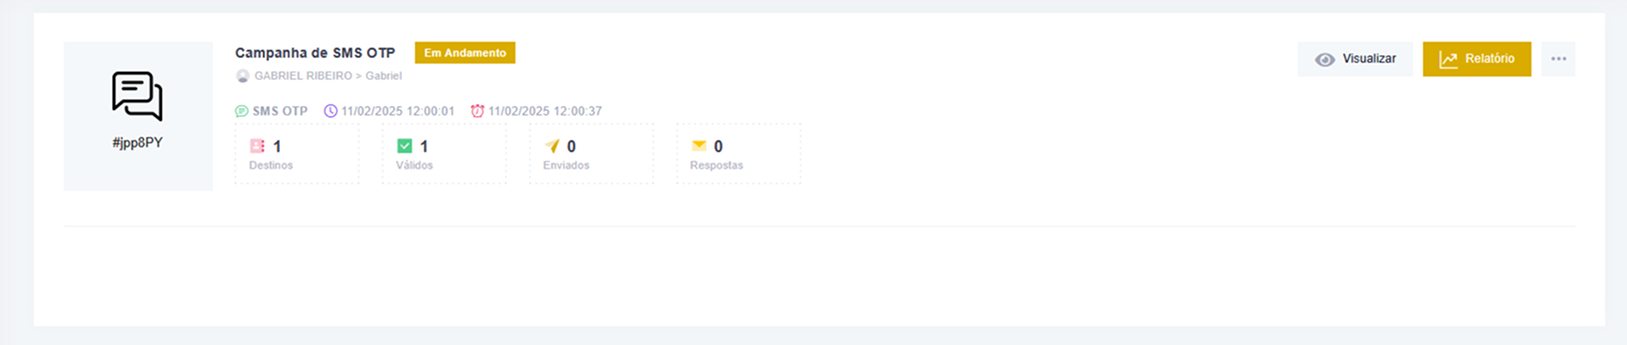 Campanha de SMS OTP Em Andamento
GABRIEL RIBEIRO > Gabriel
Visualizar
Relatório
#jpp8PY
SMS OTP 11/02/2025 12:00:01 11/02/2025 12:00:37
1
Destinos
1
Válidos
0
Enviados
0
Respostas